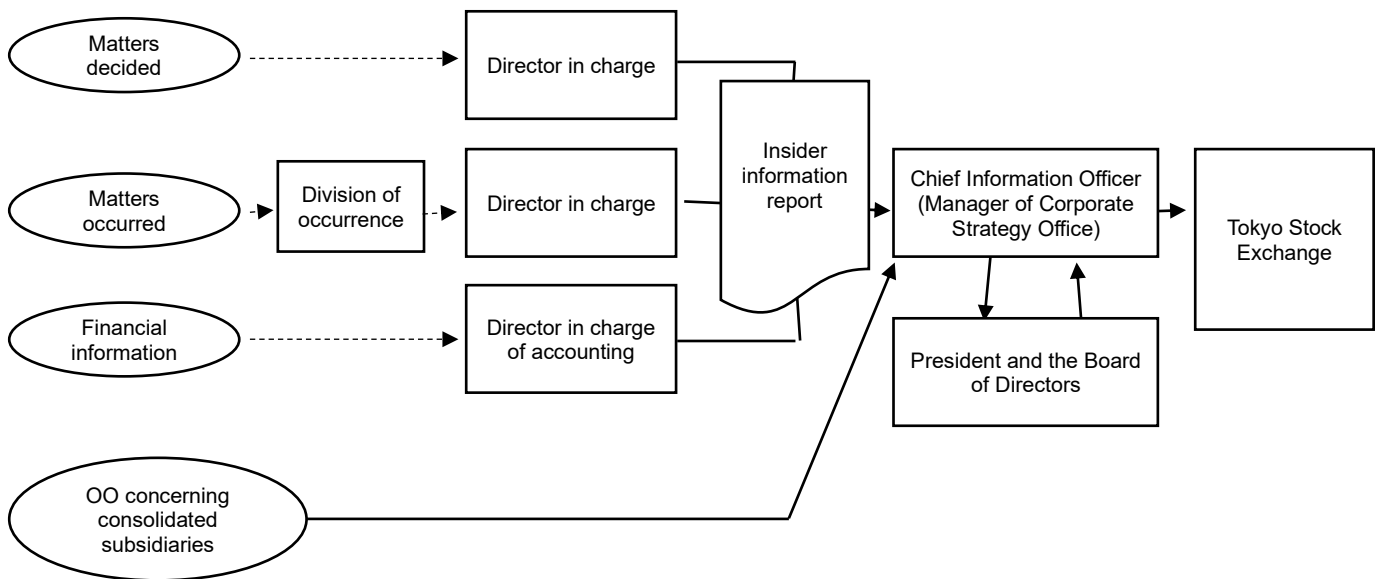 Matters
decided
Director in charge
Matters
occurred
Division of
occurrence
Director in charge
Financial
information
Director in charge
of accounting
OO concerning
consolidated
subsidiaries
Insider
information
report
Chief Information Officer
(Manager of Corporate
Strategy Office)
President and the Board
of Directors
Tokyo Stock
Exchange